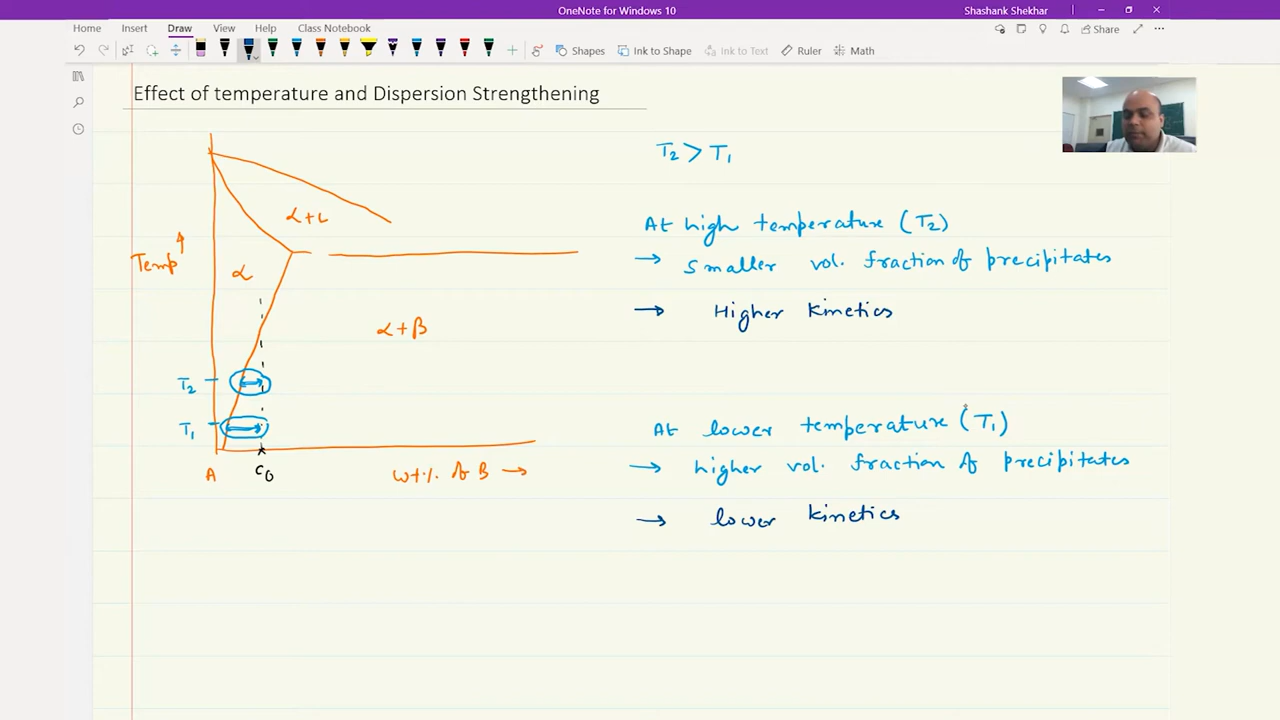 OneNote for Windows 10
Shashank Shekhar
Home Insert Draw View Help Class Notebook
Share
Shapes Ink to Shape Ink to Text Ruler Math
Effect of temperature and Dispersion Strengthening
T2 > T1
α+L
At high temperature (T2)
Temp ↑
α
→ Smaller vol. fraction of precipitates
→ Higher kinetics
α+β
T2
T1
At lower temperature (T1)
→ higher vol. fraction of precipitates
A
C0
wt% of B →
→ lower kinetics